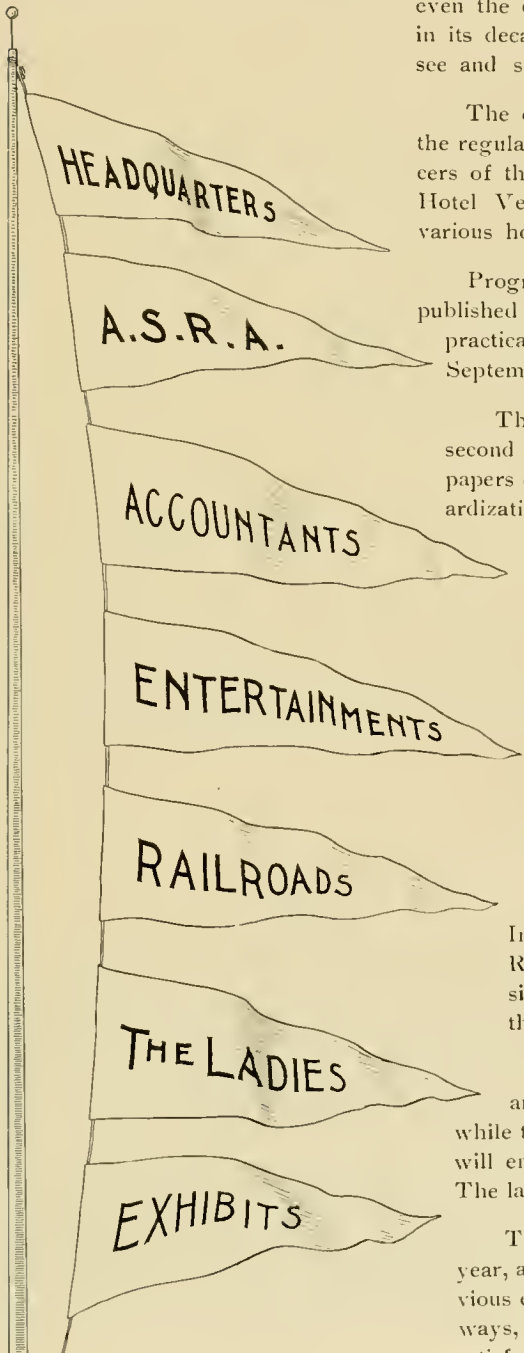 HEADQUARTERS
A.S.R.A.
ACCOUNTANTS
ENTERTAINMENTS
RAILROADS
THE LADIES
EXHIBITS
even the
in its
see and
The
the regula
cers of th
Hotel Ve
various ho
Progr
published
practica
Septem
Th
second
papers
ardizati
In
R
si
th
a
while t
will e
The la
T
year, a
vious e
ways,